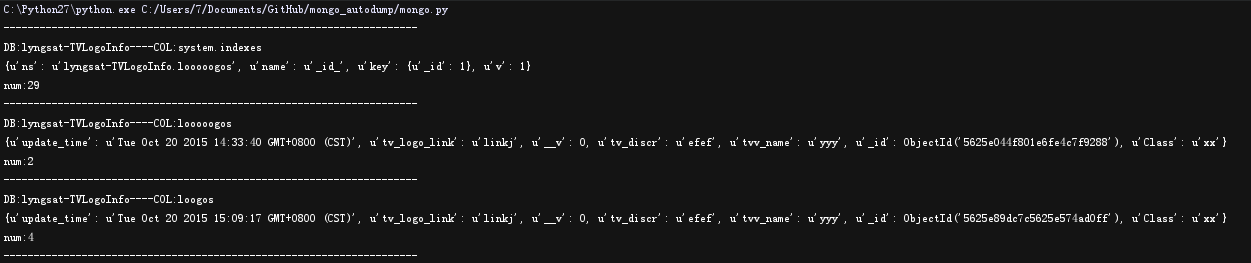 C:\Python27\python.exe C:/Users/7/Documents/GitHub/mongo_autodump/mongo.py
---------------------------------------------------------------------
DB:lyngsat-TVLogoInfo----COL:system.indexes
{u'ns': u'lyngsat-TVLogoInfo.looooogos', u'name': u'_id_', u'key': {u'_id': 1}, u'v': 1}
num:29
---------------------------------------------------------------------
DB:lyngsat-TVLogoInfo----COL:looooogos
{u'update_time': u'Tue Oct 20 2015 14:33:40 GMT+0800 (CST)', u'tv_logo_link': u'linkj', u'__v': 0, u'tv_discr': u'efef', u'tvv_name': u'yyy', u'_id': ObjectId('5625e044f801e6fe4c7f9288'), u'Class': u'xx'}
num:2
---------------------------------------------------------------------
DB:lyngsat-TVLogoInfo----COL:loogos
{u'update_time': u'Tue Oct 20 2015 15:09:17 GMT+0800 (CST)', u'tv_logo_link': u'linkj', u'__v': 0, u'tv_discr': u'efef', u'tvv_name': u'yyy', u'_id': ObjectId('5625e89dc7c5625e574ad0ff'), u'Class': u'xx'}
num:4
---------------------------------------------------------------------